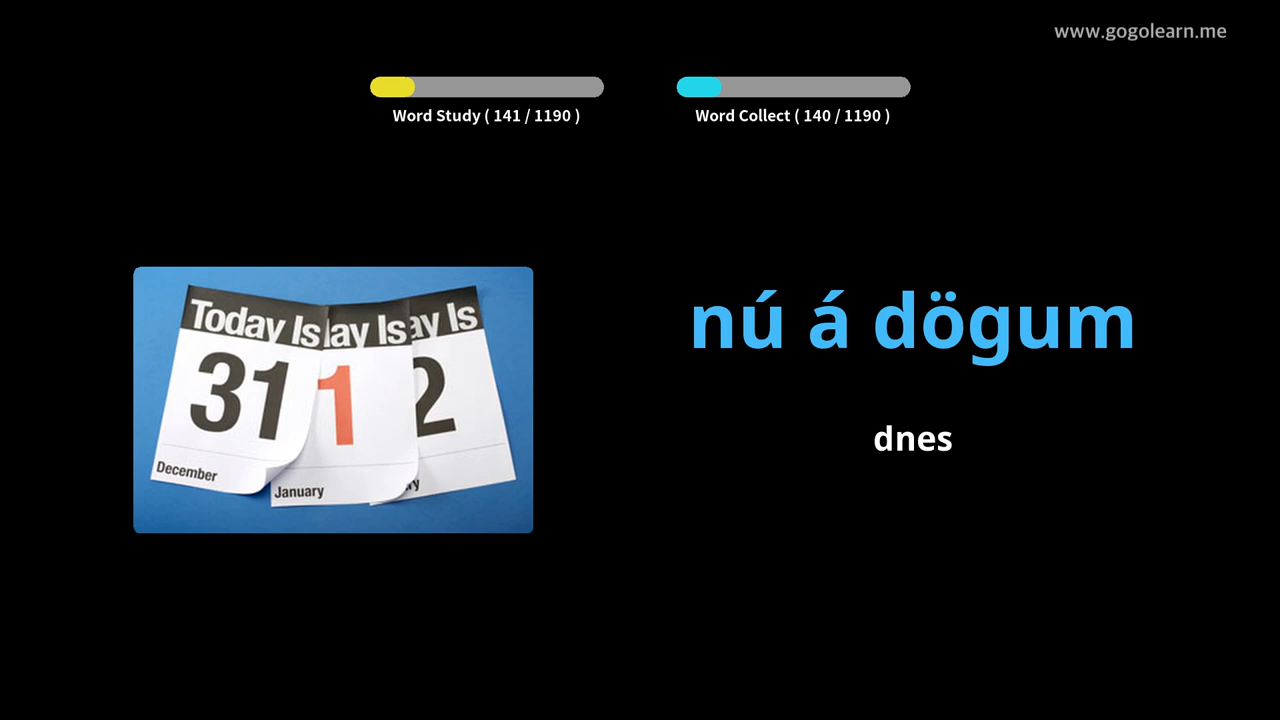 www.gogolearn.me
Word Study ( 141 / 1190 )
Word Collect ( 140 / 1190 )
Today Is
ay Is
ay Is
31
1
2
December
January
ry
nú á dögum
dnes